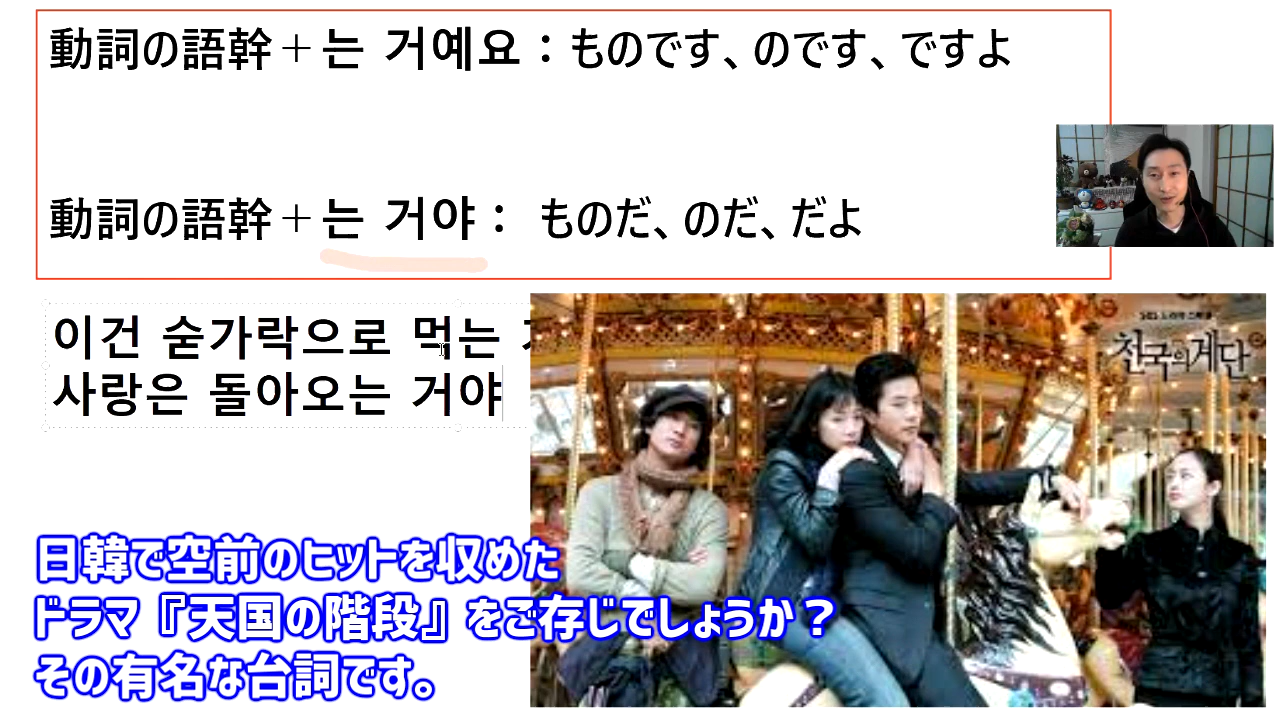 動詞の語幹＋는 거예요：ものです、のです、ですよ
動詞の語幹＋는 거야： ものだ、のだ、だよ
이건 숟가락으로 먹는
사랑은 돌아오는 거야
천국의계단
日韓で空前のヒットを収めた
ドラマ『天国の階段』をご存じでしょうか？
その有名な台詞です。